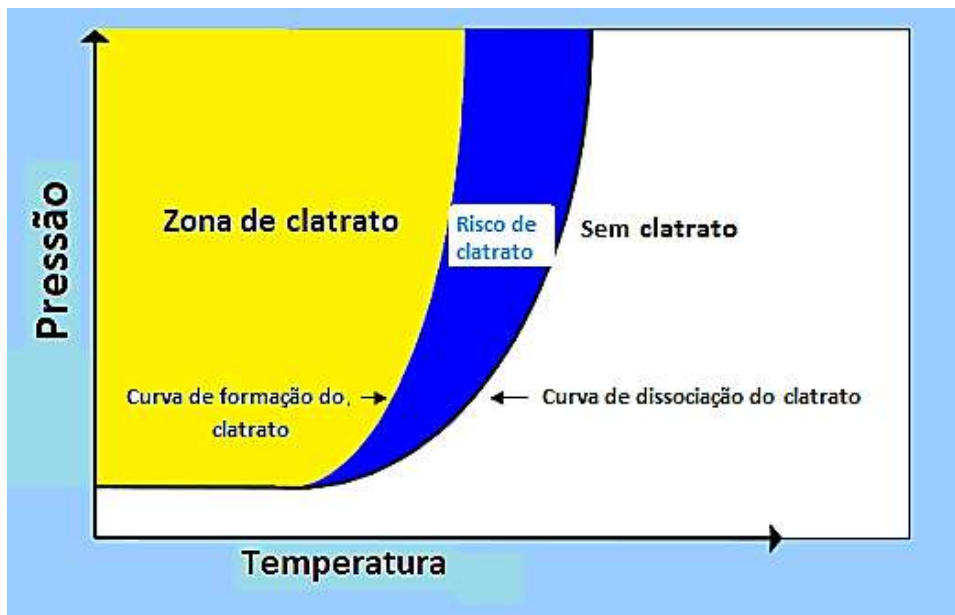 Pressão
Zona de clatrato
Risco de
clatrato
Sem clatrato
Curva de formação do.
clatrato
Curva de dissociação do clatrato
Temperatura